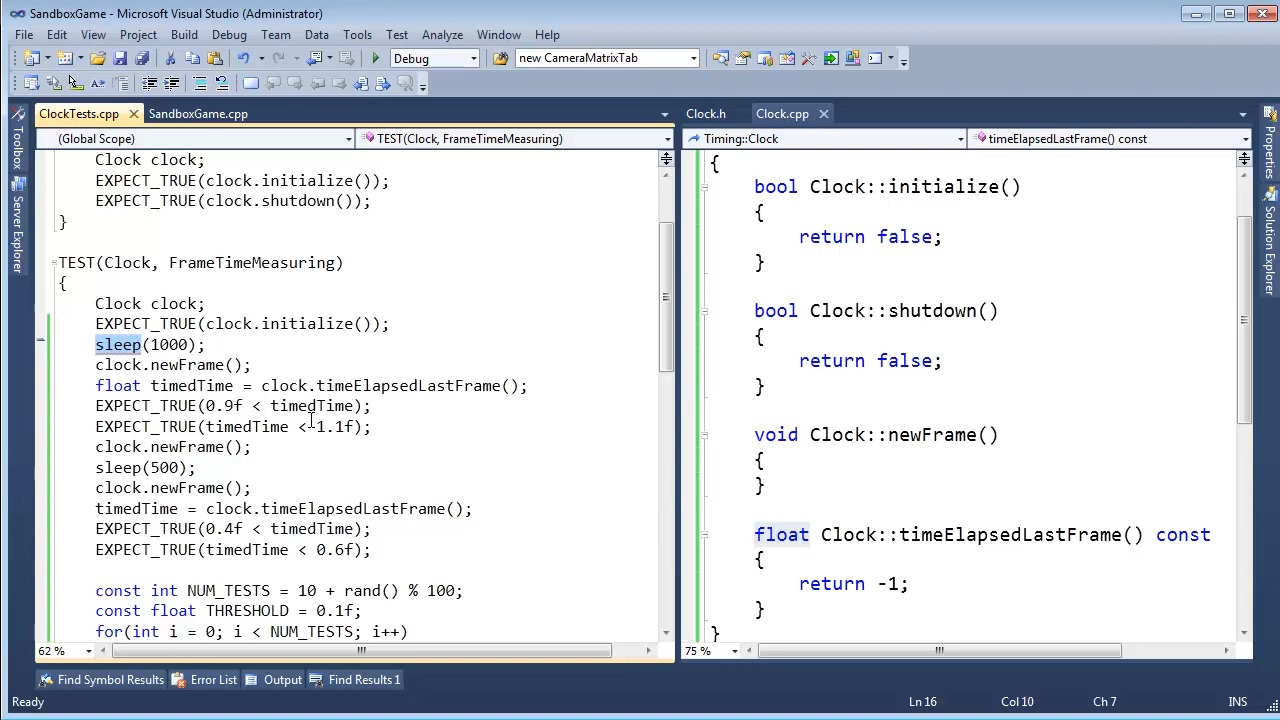 SandboxGame - Microsoft Visual Studio (Administrator)
File Edit View Project Build Debug Team Data Tools Test Analyze Window Help
Debug new CameraMatrixTab
ClockTests.cpp SandboxGame.cpp Clock.h Clock.cpp
(Global Scope) TEST(Clock, FrameTimeMeasuring) Timing::Clock timeElapsedLastFrame() const
Toolbox
Server Explorer
Clock clock;
EXPECT_TRUE(clock.initialize());
EXPECT_TRUE(clock.shutdown());
}
TEST(Clock, FrameTimeMeasuring)
{
Clock clock;
EXPECT_TRUE(clock.initialize());
sleep(1000);
clock.newFrame();
float timedTime = clock.timeElapsedLastFrame();
EXPECT_TRUE(0.9f < timedTime);
EXPECT_TRUE(timedTime < 1.1f);
clock.newFrame();
sleep(500);
clock.newFrame();
timedTime = clock.timeElapsedLastFrame();
EXPECT_TRUE(0.4f < timedTime);
EXPECT_TRUE(timedTime < 0.6f);
const int NUM_TESTS = 10 + rand() % 100;
const float THRESHOLD = 0.1f;
for(int i = 0; i < NUM_TESTS; i++)
62 %
{
bool Clock::initialize()
{
return false;
}
bool Clock::shutdown()
{
return false;
}
void Clock::newFrame()
{
}
float Clock::timeElapsedLastFrame() const
{
return -1;
}
}
75 %
Properties
Solution Explorer
Find Symbol Results Error List Output Find Results 1
Ready Ln 16 Col 10 Ch 7 INS